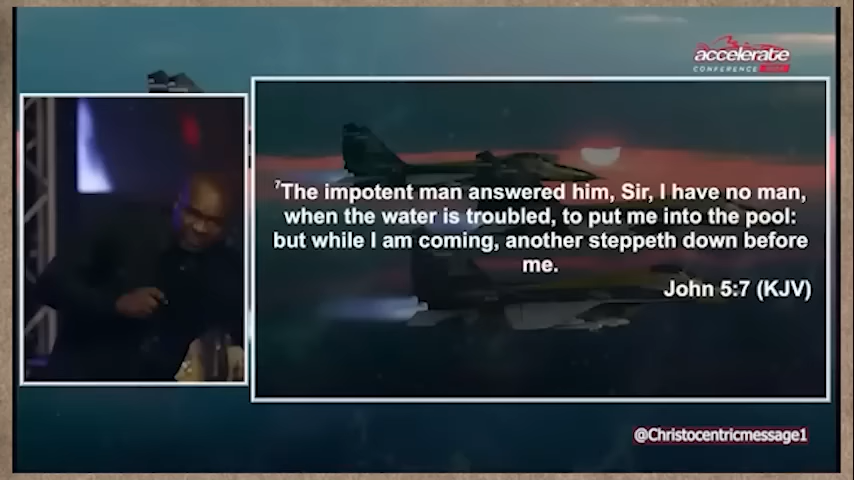 accelerate
CONFERENCE
⁷The impotent man answered him, Sir, I have no man,
when the water is troubled, to put me into the pool:
but while I am coming, another steppeth down before
me.
John 5:7 (KJV)
@Christocentricmessage1